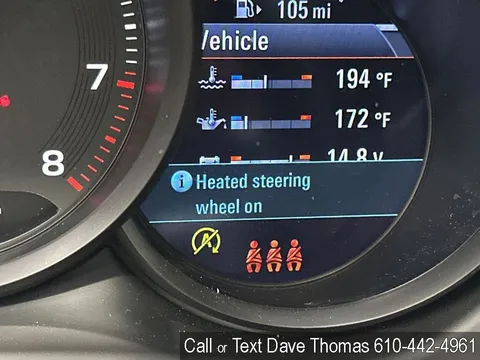 105 mi
Vehicle
7
194 °F
172 °F
8
14.8 v
Heated steering
wheel on
Call or Text Dave Thomas 610-442-4961